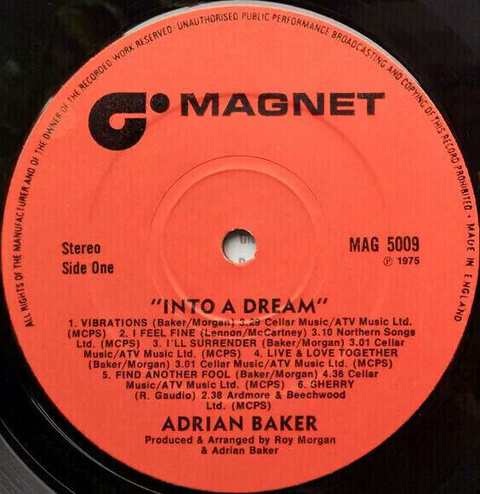 ALL RIGHTS OF THE MANUFACTURER AND OF THE OWNER OF THE RECORDED WORK RESERVED. UNAUTHORISED PUBLIC PERFORMANCE BROADCASTING AND COPYING OF THIS RECORD PROHIBITED · MADE IN ENGLAND
MAGNET
Stereo
Side One
MAG 5009
℗ 1975
"INTO A DREAM"
1. VIBRATIONS (Baker/Morgan) 3.29 Cellar Music/ATV Music Ltd.
(MCPS) 2. I FEEL FINE (Lennon/McCartney) 3.10 Northern Songs
Ltd. (MCPS) 3. I'LL SURRENDER (Baker/Morgan) 3.01 Cellar
Music/ATV Music Ltd. (MCPS) 4. LIVE & LOVE TOGETHER
(Baker/Morgan) 3.01 Cellar Music/ATV Music Ltd. (MCPS)
5. FIND ANOTHER FOOL (Baker/Morgan) 4.36 Cellar
Music/ATV Music Ltd. (MCPS) 6. SHERRY
(R. Gaudio) 2.38 Ardmore & Beechwood
Ltd. (MCPS)
ADRIAN BAKER
Produced & Arranged by Roy Morgan
& Adrian Baker